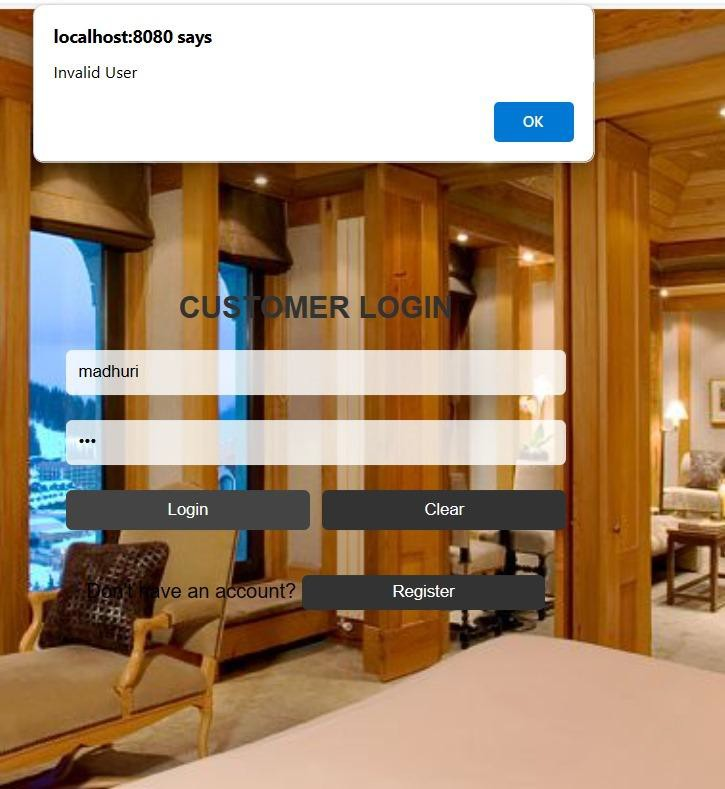 localhost:8080 says
Invalid User
OK
CUSTOMER LOGIN
madhuri
•••
Login
Clear
Don't have an account?
Register